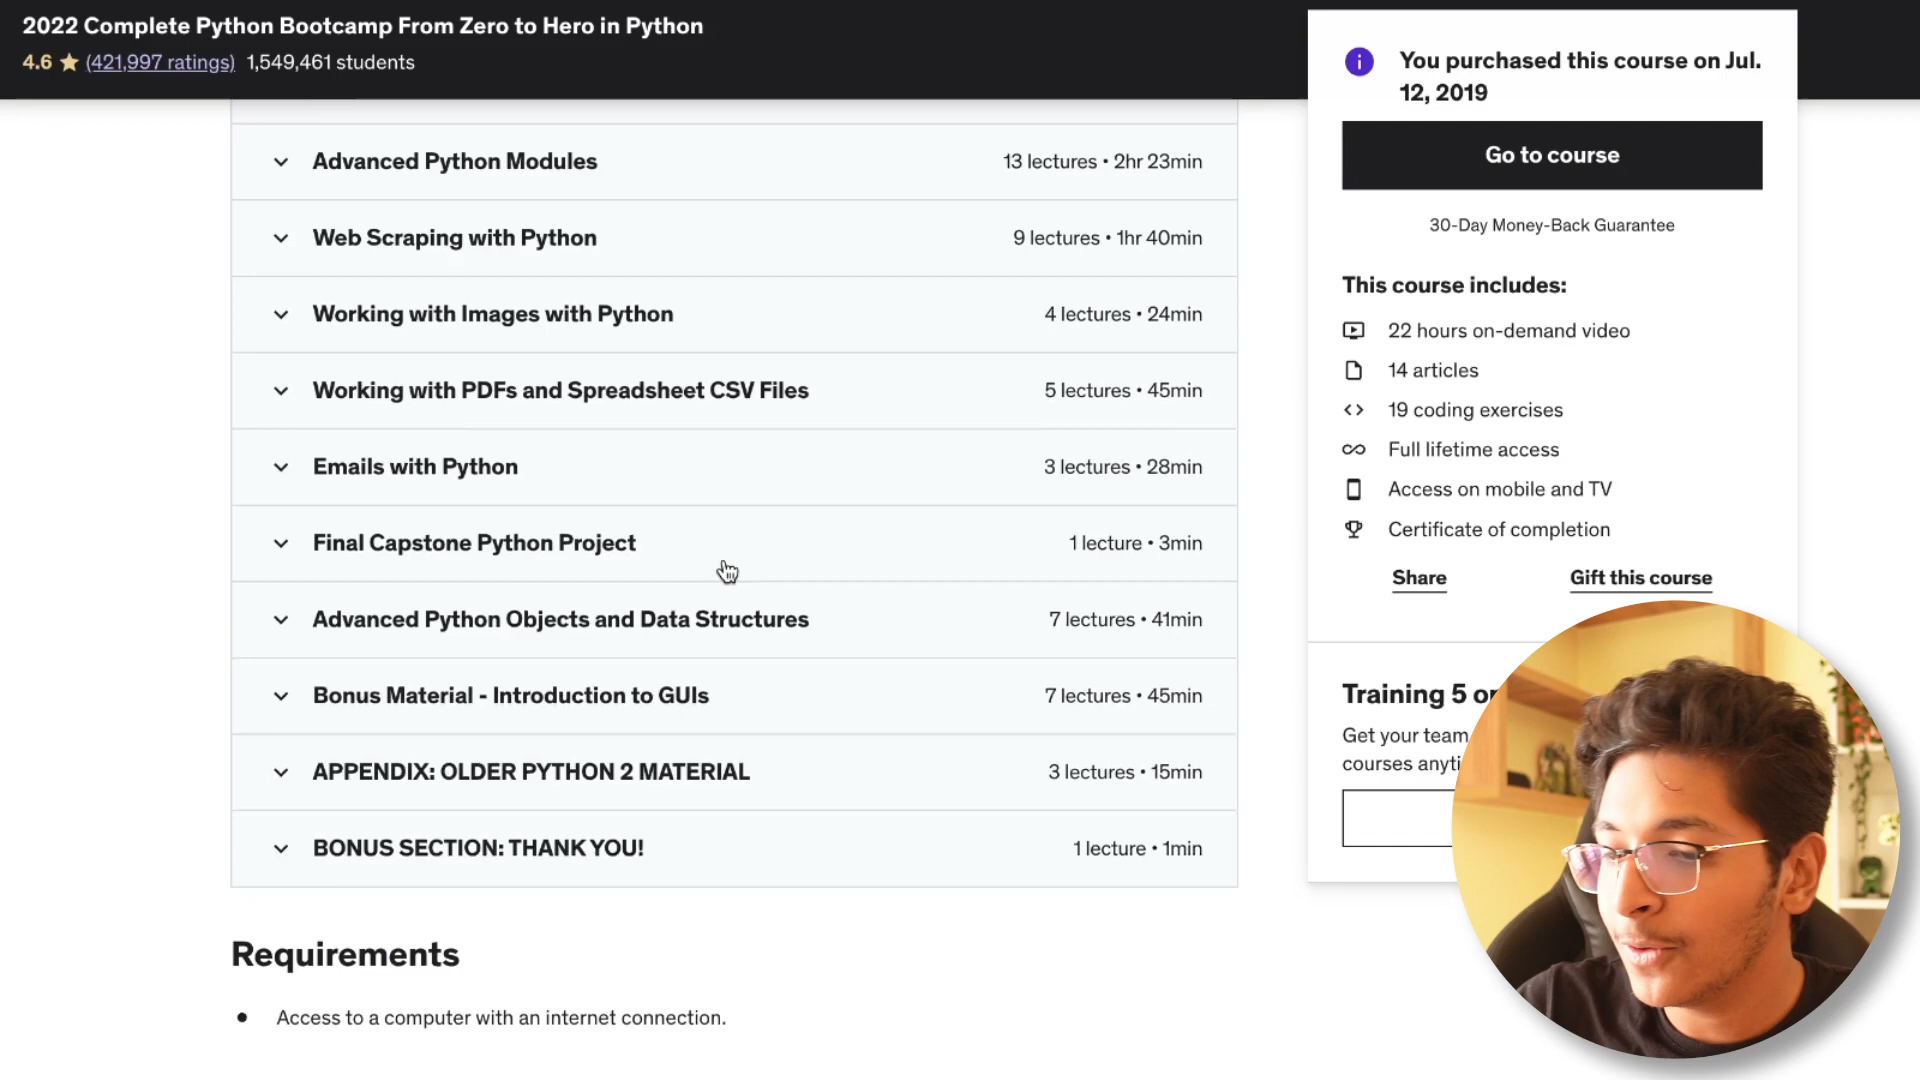 2022 Complete Python Bootcamp From Zero to Hero in Python
4.6 ★ (421,997 ratings) 1,549,461 students
Advanced Python Modules 13 lectures • 2hr 23min
Web Scraping with Python 9 lectures • 1hr 40min
Working with Images with Python 4 lectures • 24min
Working with PDFs and Spreadsheet CSV Files 5 lectures • 45min
Emails with Python 3 lectures • 28min
Final Capstone Python Project 1 lecture • 3min
Advanced Python Objects and Data Structures 7 lectures • 41min
Bonus Material - Introduction to GUIs 7 lectures • 45min
APPENDIX: OLDER PYTHON 2 MATERIAL 3 lectures • 15min
BONUS SECTION: THANK YOU! 1 lecture • 1min
Requirements
• Access to a computer with an internet connection.
You purchased this course on Jul.
12, 2019
Go to course
30-Day Money-Back Guarantee
This course includes:
22 hours on-demand video
14 articles
19 coding exercises
Full lifetime access
Access on mobile and TV
Certificate of completion
Share Gift this course
Training 5 or
Get your team
courses